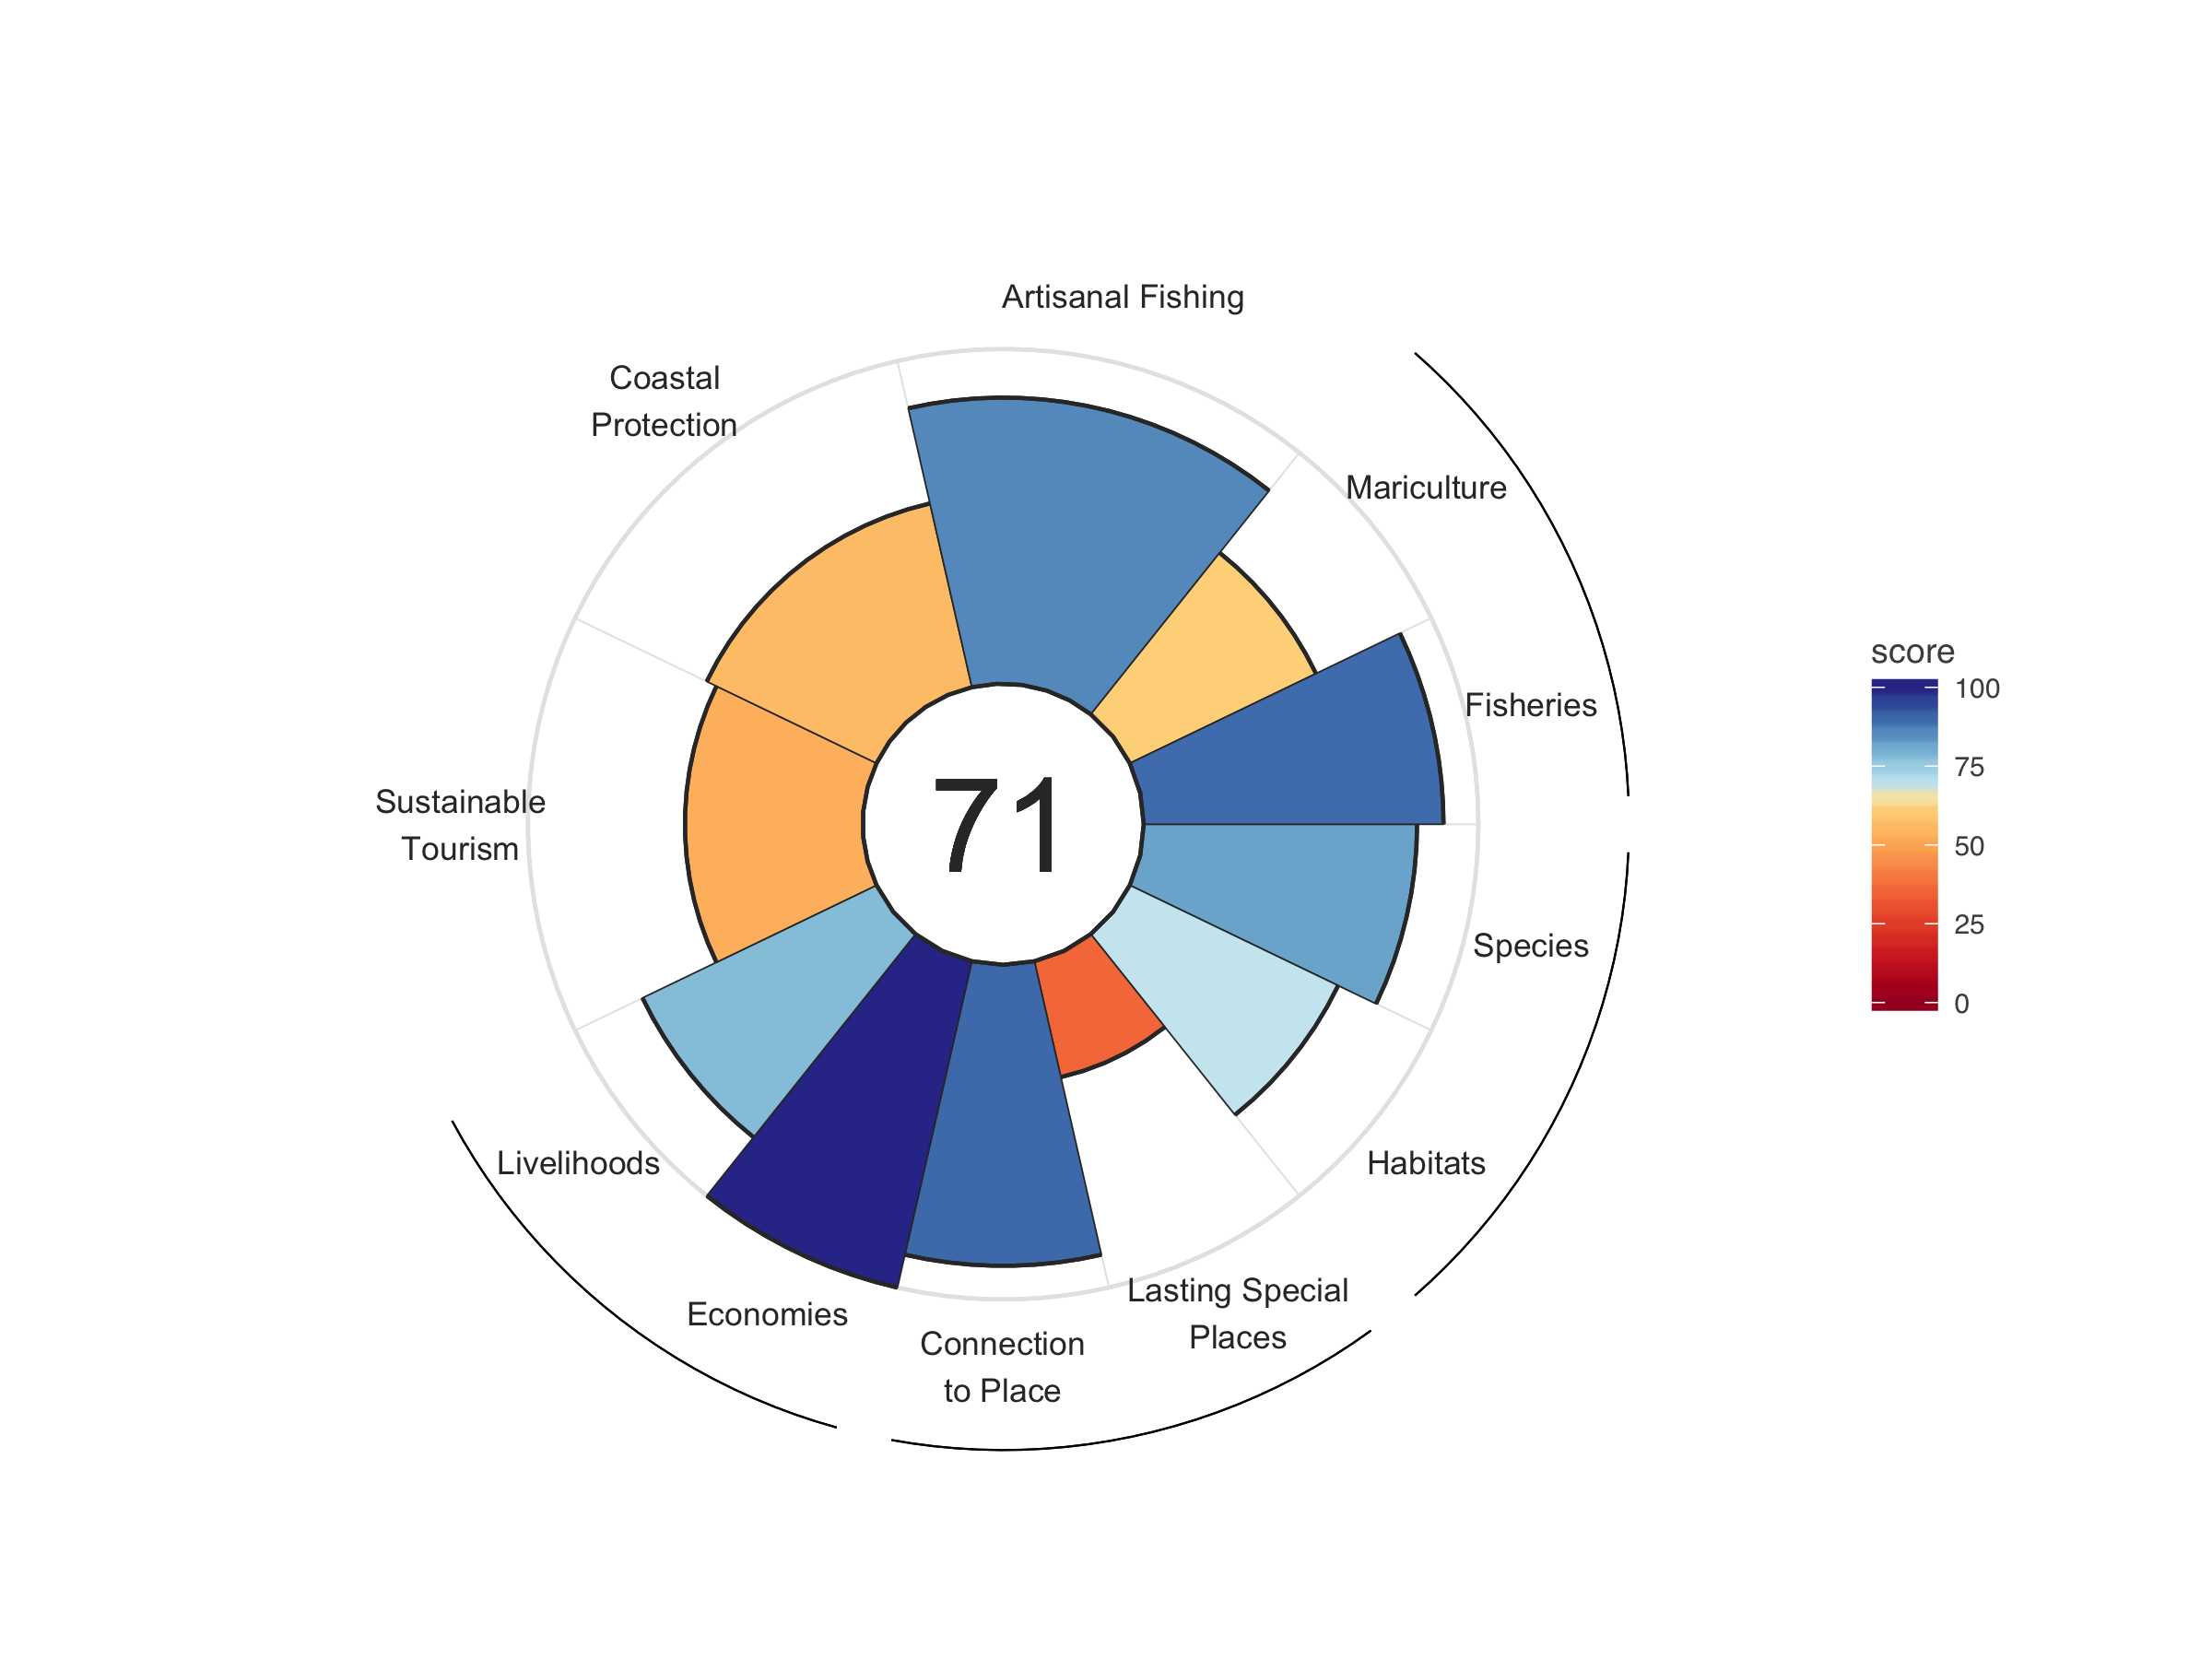 Artisanal Fishing
Coastal
Protection
Mariculture
Fisheries
score
100
75
50
25
0
71
Sustainable
Tourism
Species
Livelihoods
Habitats
Economies
Lasting Special
Places
Connection
to Place